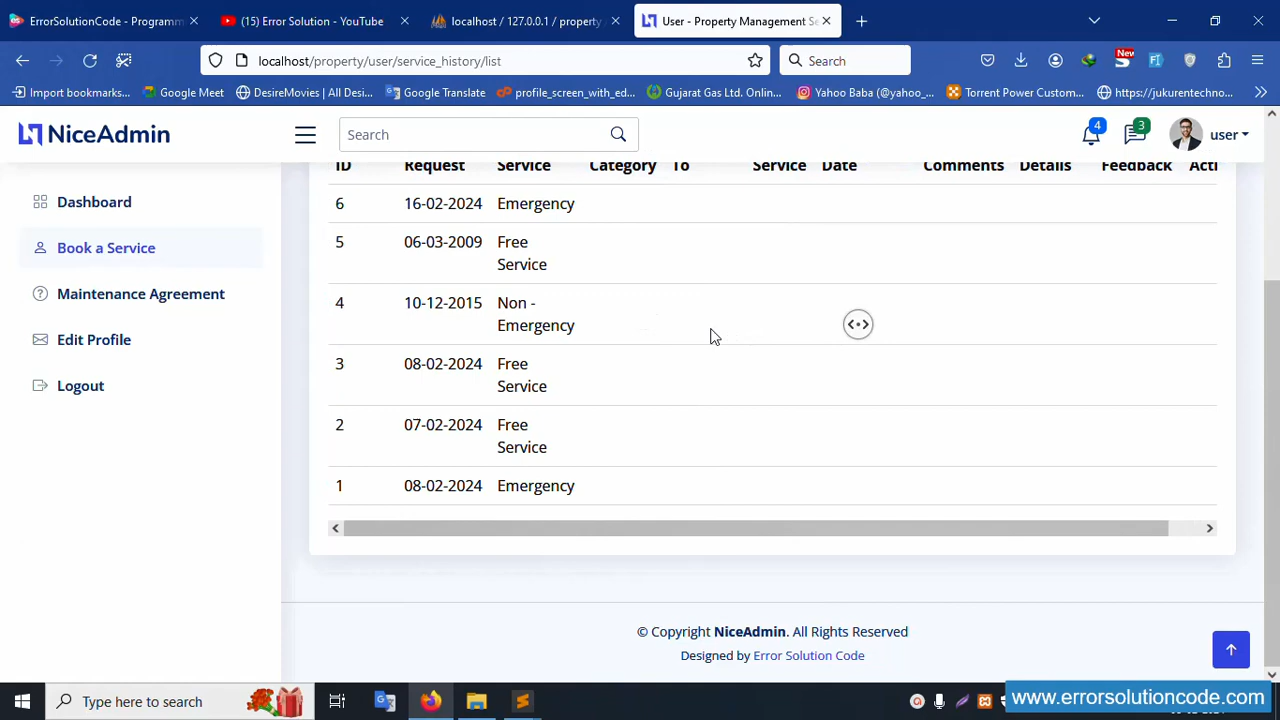 ErrorSolutionCode - Programm
(15) Error Solution - YouTube
localhost / 127.0.0.1 / property
User - Property Management Se
localhost/property/user/service_history/list
Search
New
Import bookmarks...
Google Meet
DesireMovies | All Desi...
Google Translate
profile_screen_with_ed...
Gujarat Gas Ltd. Onlin...
Yahoo Baba (@yahoo_...
Torrent Power Custom...
https://jukurentechno...
NiceAdmin
Search
4
3
user
ID Request Service Category To Service Date Comments Details Feedback Acti
Dashboard
Book a Service
Maintenance Agreement
Edit Profile
Logout
6 16-02-2024 Emergency
5 06-03-2009 Free
Service
4 10-12-2015 Non -
Emergency
3 08-02-2024 Free
Service
2 07-02-2024 Free
Service
1 08-02-2024 Emergency
© Copyright NiceAdmin. All Rights Reserved
Designed by Error Solution Code
Type here to search
www.errorsolutioncode.com